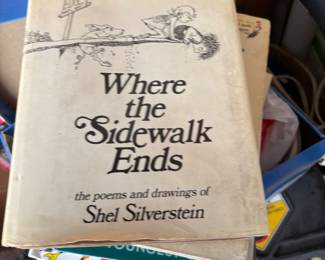 Where
the
Sidewalk
Ends
the poems and drawings of
Shel Silverstein